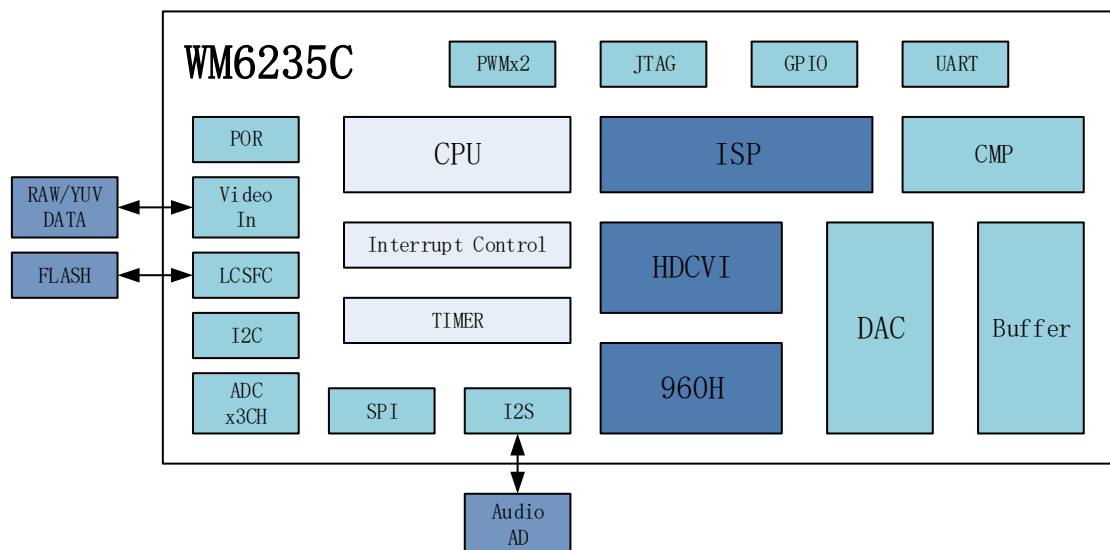 WM6235C
PWMx2
JTAG
GPIO
UART
POR
CPU
ISP
CMP
RAW/YUV
DATA
Video
In
Interrupt Control
HDCVI
DAC
Buffer
FLASH
LCSFC
TIMER
I2C
960H
ADC
x3CH
SPI
I2S
Audio
AD